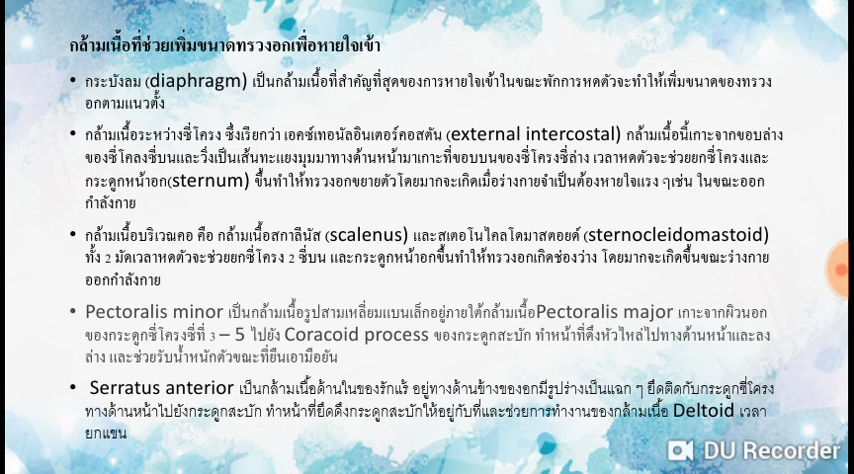 กล้ามเนื้อที่ช่วยเพิ่มขนาดทรวงอกเพื่อหายใจเข้า
• กระบังลม (diaphragm) เป็นกล้ามเนื้อที่สำคัญที่สุดของการหายใจเข้าในขณะพักการหดตัวจะทำให้เพิ่มขนาดของทรวง
อกตามแนวตั้ง
• กล้ามเนื้อระหว่างซี่โครง ซึ่งเรียกว่า เอคซ์เทอนัลอินเตอร์คอสตัน (external intercostal) กล้ามเนื้อนี้เกาะจากขอบล่าง
ของซี่โคลงซี่บนและวิ่งเป็นเส้นทะแยงมุมมาทางด้านหน้ามาเกาะที่ขอบบนของซี่โครงซี่ล่าง เวลาหดตัวจะช่วยยกซี่โครงและ
กระดูกหน้าอก(sternum) ขึ้นทำให้ทรวงอกขยายตัวโดยมากจะเกิดเมื่อร่างกายจำเป็นต้องหายใจแรง ๆเช่น ในขณะออก
กำลังกาย
• กล้ามเนื้อบริเวณคอ คือ กล้ามเนื้อสกาลีนัส (scalenus) และสเตอโนไคลโดมาสตอยด์ (sternocleidomastoid)
ทั้ง 2 มัดเวลาหดตัวจะช่วยยกซี่โครง 2 ซี่บน และกระดูกหน้าอกขึ้นทำให้ทรวงอกเกิดช่องว่าง โดยมากจะเกิดขึ้นขณะร่างกาย
ออกกำลังกาย
• Pectoralis minor เป็นกล้ามเนื้อรูปสามเหลี่ยมแบนเล็กอยู่ภายใต้กล้ามเนื้อPectoralis major เกาะจากผิวนอก
ของกระดูกซี่โครงซี่ที่ 3 – 5 ไปยัง Coracoid process ของกระดูกสะบัก ทำหน้าที่ดึงหัวไหล่ไปทางด้านหน้าและลง
ล่าง และช่วยรับน้ำหนักตัวขณะที่ยืนเอามือยัน
• Serratus anterior เป็นกล้ามเนื้อด้านในของรักแร้ อยู่ทางด้านข้างของอกมีรูปร่างเป็นแฉก ๆ ยึดติดกับกระดูกซี่โครง
ทางด้านหน้าไปยังกระดูกสะบัก ทำหน้าที่ยึดดึงกระดูกสะบักให้อยู่กับที่และช่วยการทำงานของกล้ามเนื้อ Deltoid เวลา
ยกแขน
DU Recorder